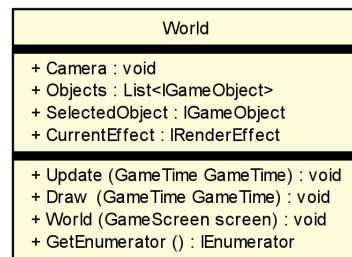 World
+ Camera : void
+ Objects : List<IGameObject>
+ SelectedObject : IGameObject
+ CurrentEffect : IRenderEffect
+ Update (GameTime GameTime) : void
+ Draw (GameTime GameTime) : void
+ World (GameScreen screen) : void
+ GetEnumerator () : IEnumerator